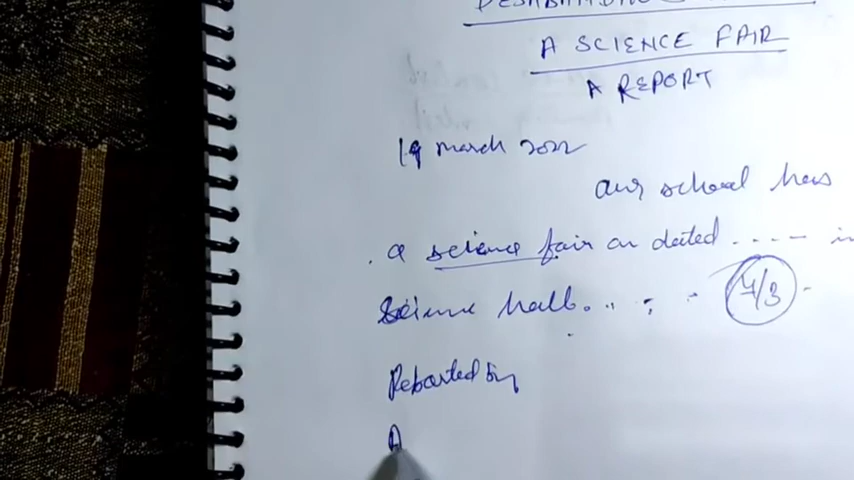 A SCIENCE FAIR
A REPORT
19 march 2022
our school has
a science fair on dated .... in
Science hall. .. 4/3
Reported by
A